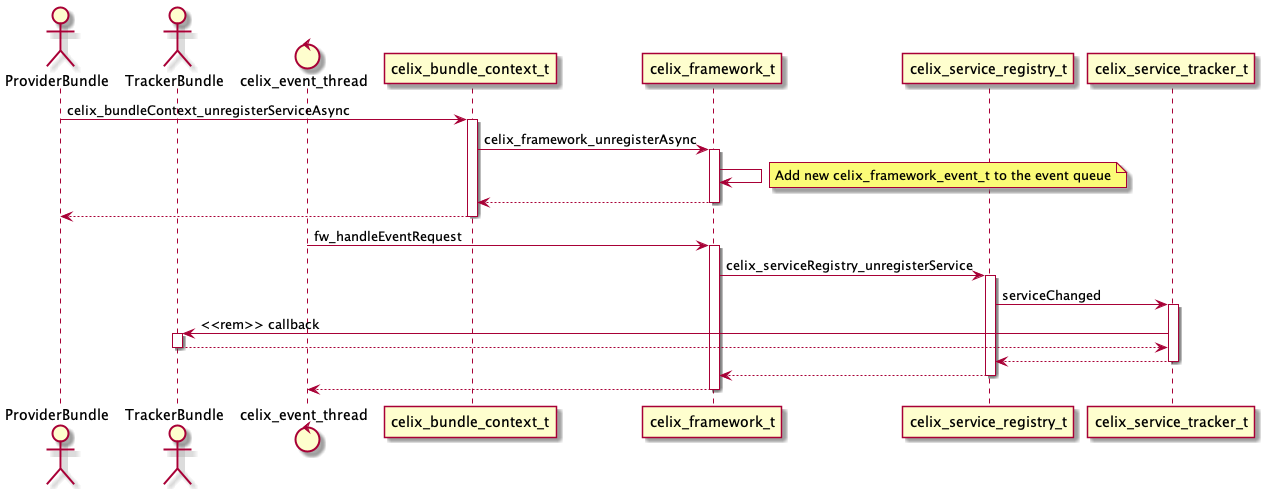 ProviderBundle
TrackerBundle
celix_event_thread
celix_bundle_context_t
celix_framework_t
celix_service_registry_t
celix_service_tracker_t
celix_bundleContext_unregisterServiceAsync
celix_framework_unregisterAsync
Add new celix_framework_event_t to the event queue
fw_handleEventRequest
celix_serviceRegistry_unregisterService
serviceChanged
<<rem>> callback
ProviderBundle
TrackerBundle
celix_event_thread
celix_bundle_context_t
celix_framework_t
celix_service_registry_t
celix_service_tracker_t